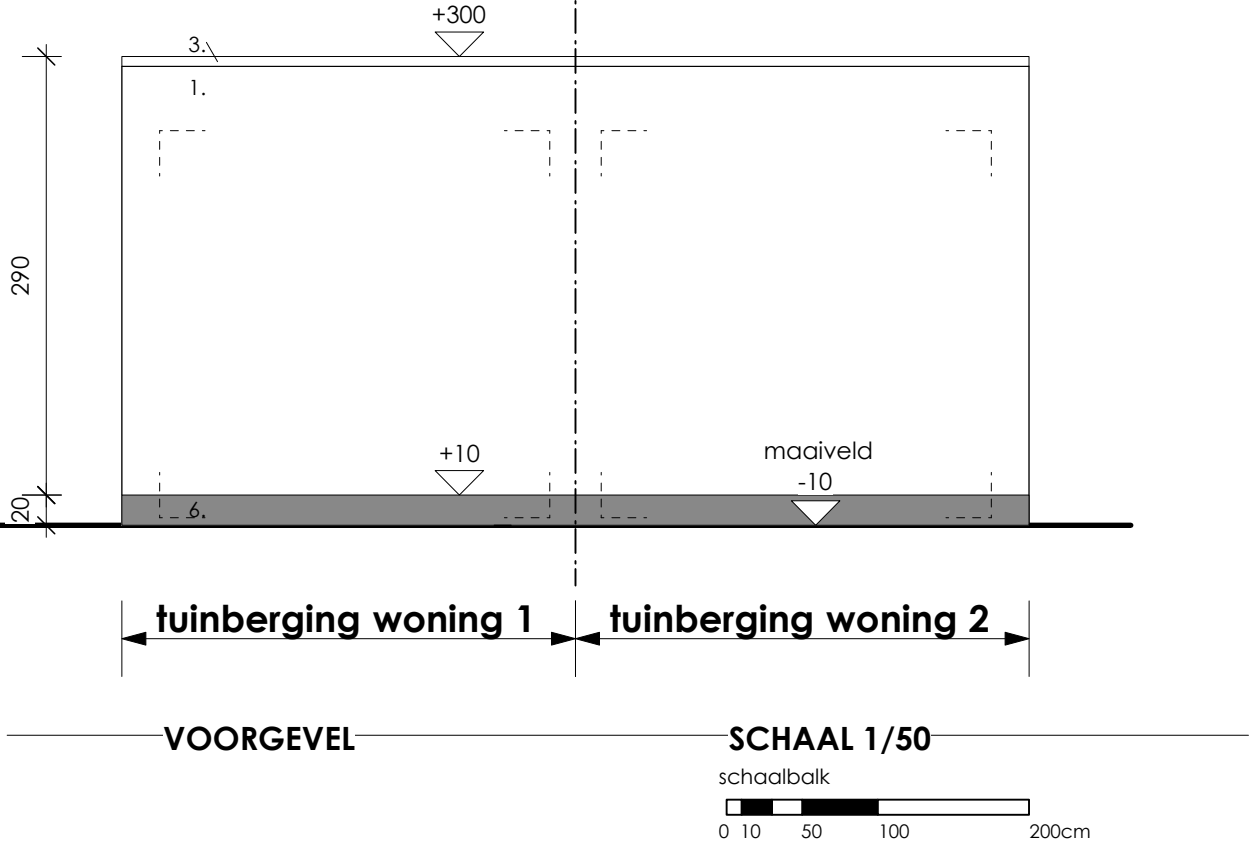 +300
3.
1.
290
+10
maaiveld
-10
20
6.
tuinberging woning 1
tuinberging woning 2
VOORGEVEL
SCHAAL 1/50
schaalbalk
0 10 50 100 200cm